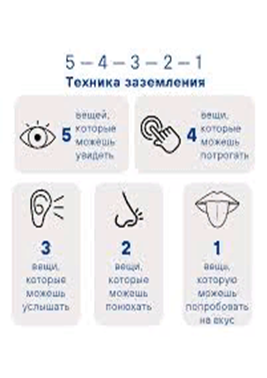 5 – 4 – 3 – 2 – 1
Техника заземления
5
вещей,
которые
можешь
увидеть
4
вещи,
которые
можешь
потрогать
3
вещи,
которые
можешь
услышать
2
вещи,
которые
можешь
понюхать
1
вещь,
которую
можешь
попробовать
на вкус